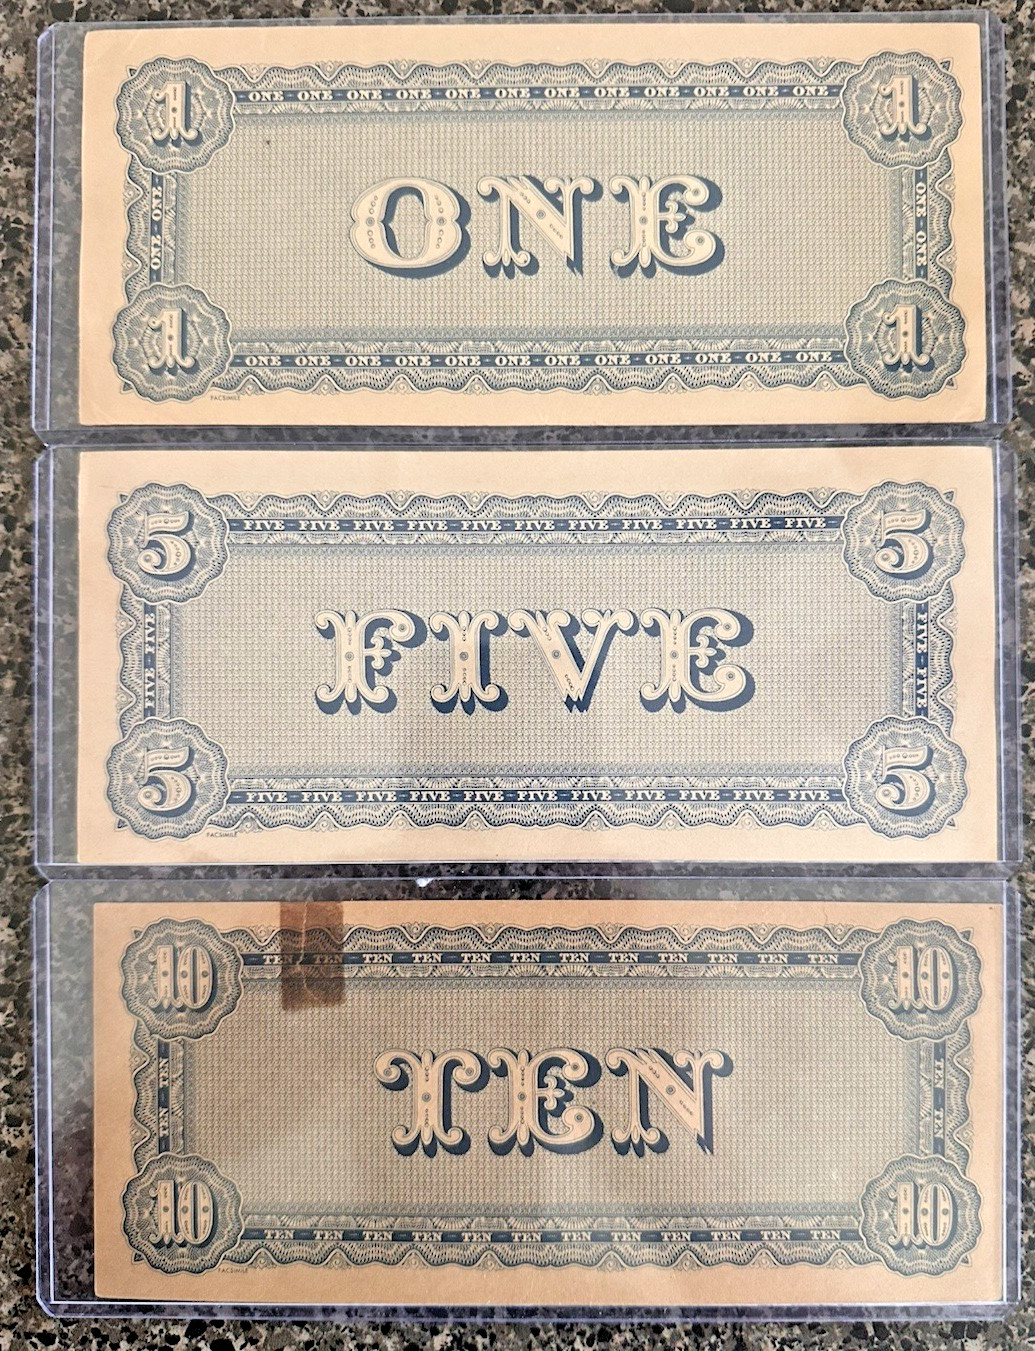 1 ONE - ONE - ONE - ONE - ONE - ONE - ONE - ONE - ONE - ONE - ONE - ONE 1
ONE - ONE
ONE
ONE - ONE
1 ONE - ONE - ONE - ONE - ONE - ONE - ONE - ONE - ONE - ONE - ONE - ONE 1
FACSIMILE
5 FIVE - FIVE - FIVE - FIVE - FIVE - FIVE - FIVE - FIVE - FIVE - FIVE - FIVE 5
FIVE - FIVE
FIVE
FIVE - FIVE
5 FIVE - FIVE - FIVE - FIVE - FIVE - FIVE - FIVE - FIVE - FIVE - FIVE - FIVE 5
FACSIMILE
10 TEN - TEN - TEN - TEN - TEN - TEN - TEN - TEN - TEN - TEN 10
TEN - TEN
TEN
TEN - TEN
10 TEN - TEN - TEN - TEN - TEN - TEN - TEN - TEN - TEN - TEN - TEN - TEN 10
FACSIMILE